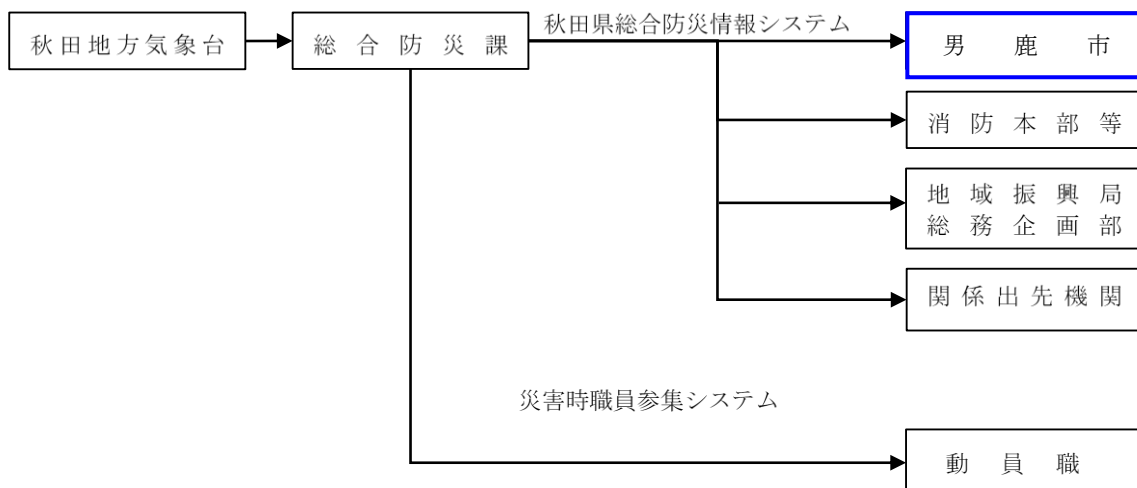 秋田県総合防災情報システム
秋田地方気象台
総合防災課
男鹿市
消防本部等
地域振興局
総務企画部
関係出先機関
災害時職員参集システム
動員職